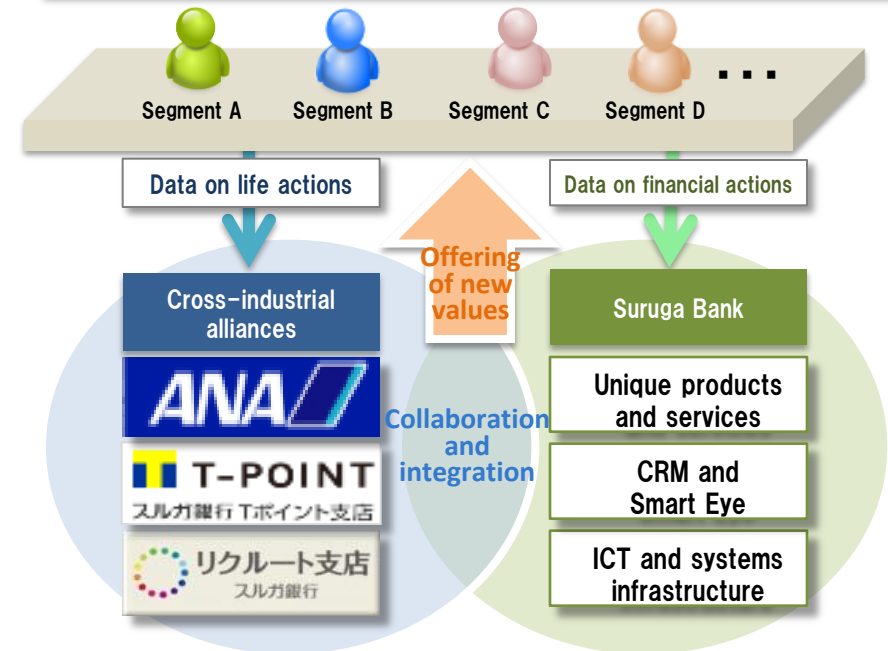 Segment A
Segment B
Segment C
Segment D
...
Data on life actions
Data on financial actions
Offering
of new
values
Cross-industrial
alliances
Suruga Bank
ANA
T-POINT
スルガ銀行 Tポイント支店
リクルート支店
スルガ銀行
Collaboration
and
integration
Unique products
and services
CRM and
Smart Eye
ICT and systems
infrastructure